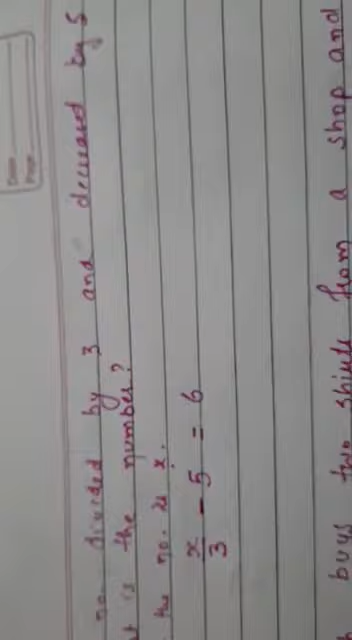 no. divided by 3 and decreased by 5
is the number?
the no. is x.
x/3 - 5 = 6
buys two shirts from a shop and